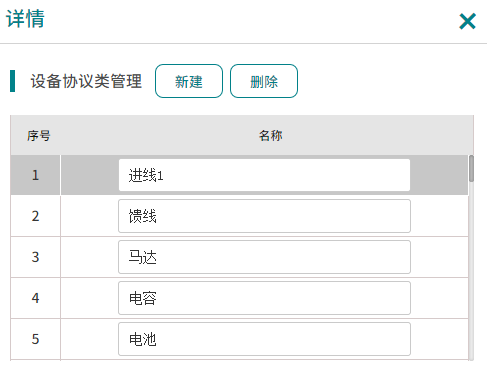 详情
设备协议类管理 新建 删除
序号 名称
1 进线1
2 馈线
3 马达
4 电容
5 电池